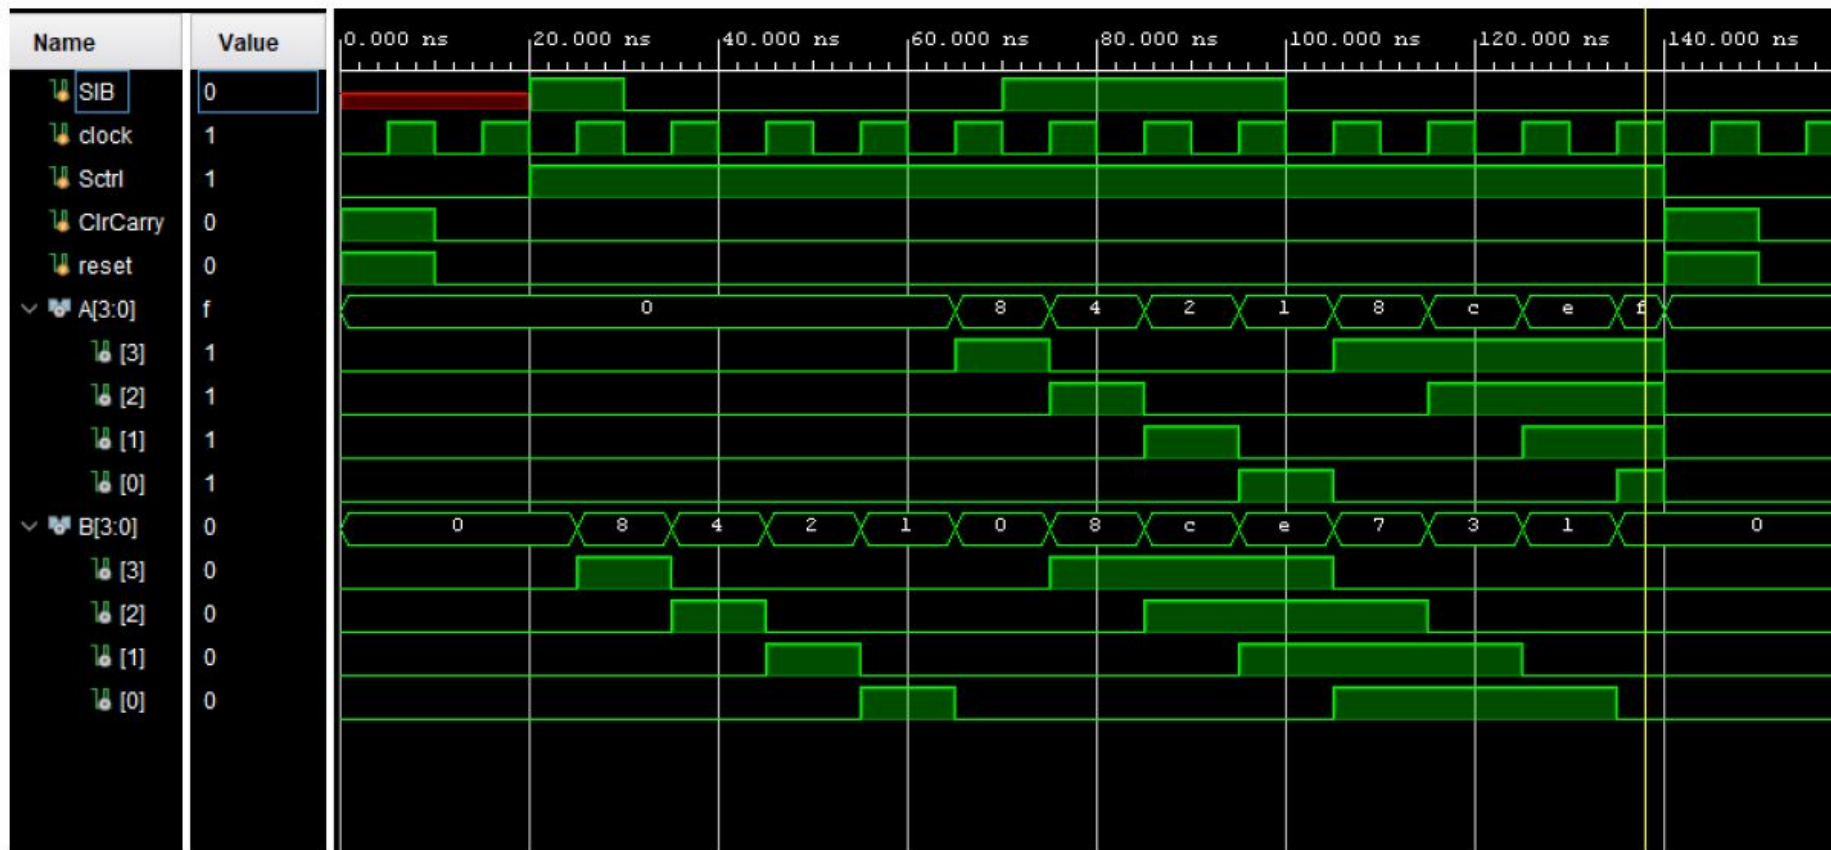 Name Value 0.000 ns 20.000 ns 40.000 ns 60.000 ns 80.000 ns 100.000 ns 120.000 ns 140.000 ns
SIB 0
clock 1
Sctrl 1
ClrCarry 0
reset 0
A[3:0] f 0 8 4 2 1 8 c e f
[3] 1
[2] 1
[1] 1
[0] 1
B[3:0] 0 0 8 4 2 1 0 8 c e 7 3 1 0
[3] 0
[2] 0
[1] 0
[0] 0